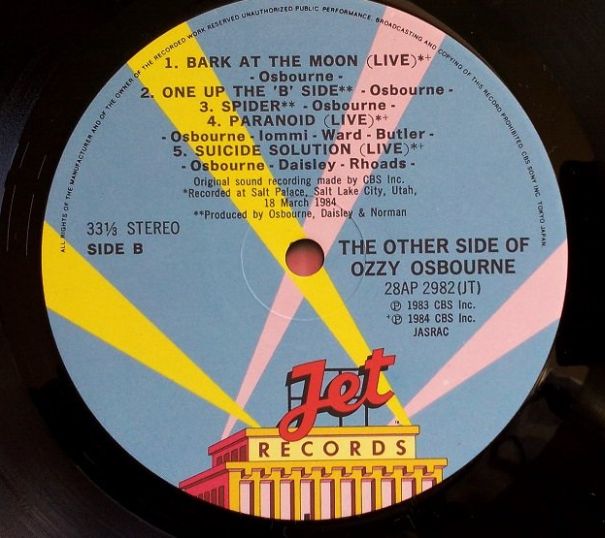 ALL RIGHTS OF THE MANUFACTURER AND OF THE OWNER OF THE RECORDED WORK RESERVED UNAUTHORIZED PUBLIC PERFORMANCE, BROADCASTING AND COPYING OF THIS RECORD PROHIBITED. CBS SONY INC. TOKYO JAPAN.
1. BARK AT THE MOON (LIVE)*+
- Osbourne -
2. ONE UP THE 'B' SIDE** - Osbourne -
3. SPIDER** - Osbourne -
4. PARANOID (LIVE)*+
- Osbourne - Iommi - Ward - Butler -
5. SUICIDE SOLUTION (LIVE)*+
- Osbourne - Daisley - Rhoads -
Original sound recording made by CBS Inc.
*Recorded at Salt Palace, Salt Lake City, Utah,
18 March 1984
**Produced by Osbourne, Daisley & Norman
33⅓ STEREO
SIDE B
THE OTHER SIDE OF
OZZY OSBOURNE
28AP 2982(JT)
℗ 1983 CBS Inc.
+℗ 1984 CBS Inc.
JASRAC
Jet
RECORDS